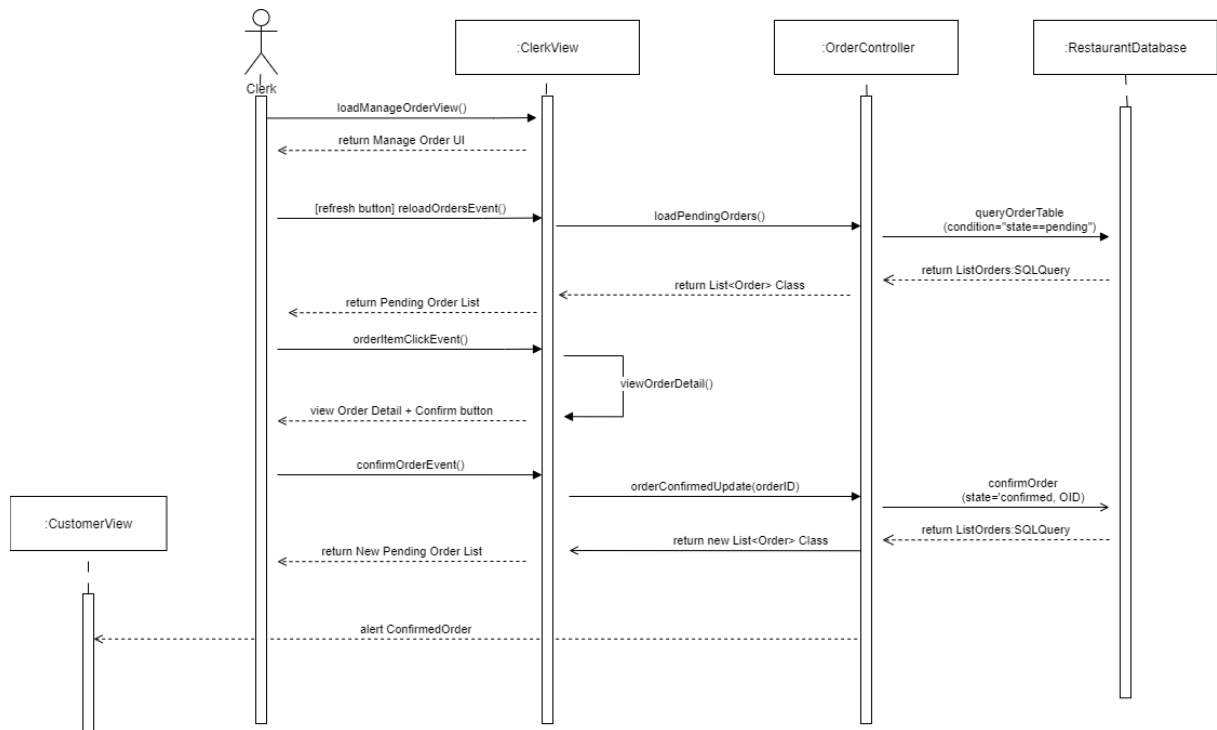 :ClerkView
:OrderController
:RestaurantDatabase
Clerk
loadManageOrderView()
return Manage Order UI
[refresh button] reloadOrdersEvent()
loadPendingOrders()
queryOrderTable
(condition="state==pending")
return ListOrders:SQLQuery
return List<Order> Class
return Pending Order List
orderItemClickEvent()
viewOrderDetail()
view Order Detail + Confirm button
confirmOrderEvent()
orderConfirmedUpdate(orderID)
confirmOrder
(state='confirmed, OID)
:CustomerView
return ListOrders:SQLQuery
return new List<Order> Class
return New Pending Order List
alert ConfirmedOrder